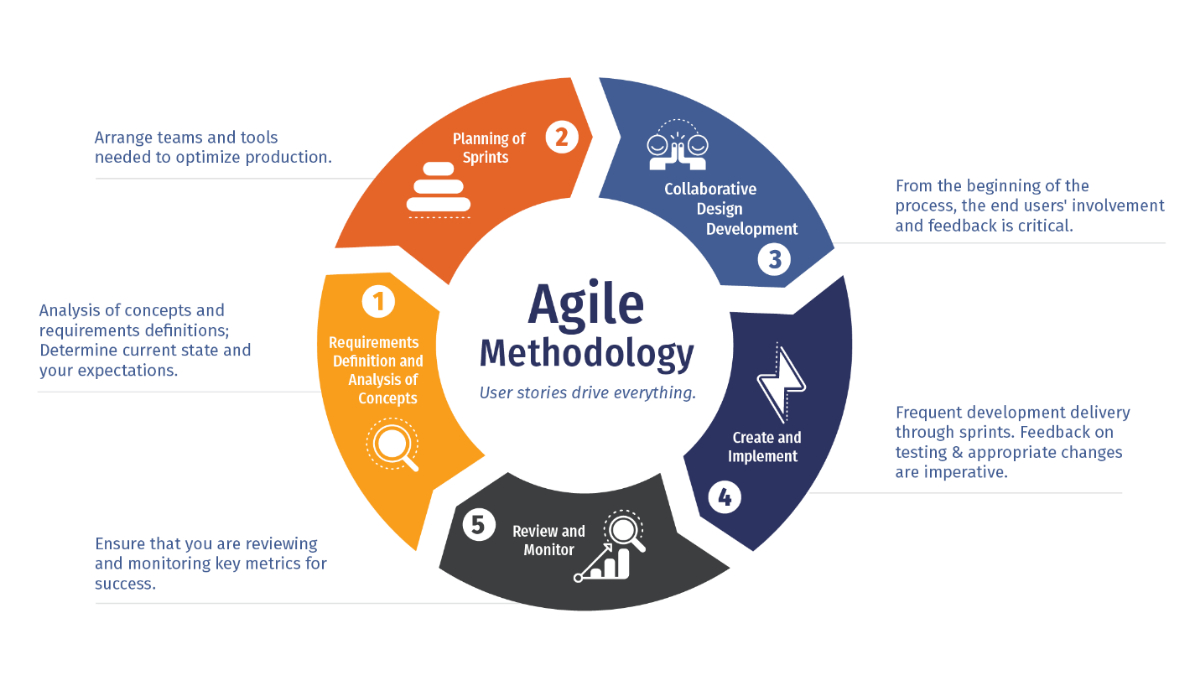 Agile
Methodology
User stories drive everything.
1
Requirements
Definition and
Analysis of
Concepts
Analysis of concepts and
requirements definitions;
Determine current state and
your expectations.
2
Planning of
Sprints
Arrange teams and tools
needed to optimize production.
Collaborative
Design
Development
3
From the beginning of the
process, the end users' involvement
and feedback is critical.
Create and
Implement
4
Frequent development delivery
through sprints. Feedback on
testing & appropriate changes
are imperative.
5
Review and
Monitor
Ensure that you are reviewing
and monitoring key metrics for
success.